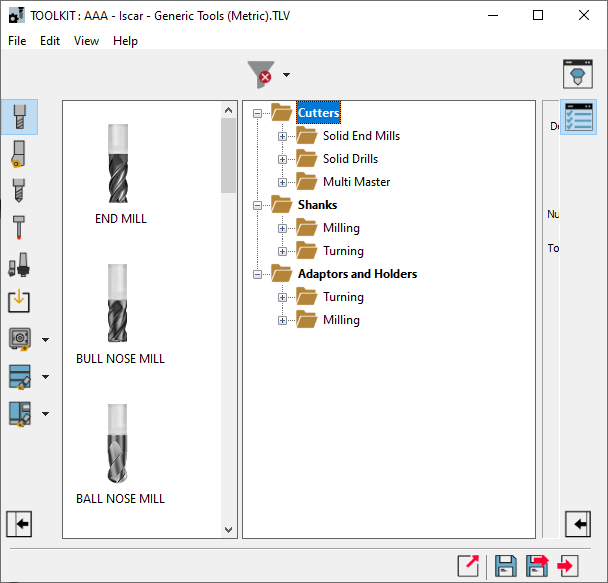 TOOLKIT : AAA - Iscar - Generic Tools (Metric).TLV
File Edit View Help
END MILL
BULL NOSE MILL
BALL NOSE MILL
Cutters
Solid End Mills
Solid Drills
Multi Master
Shanks
Milling
Turning
Adaptors and Holders
Turning
Milling
Nu
To